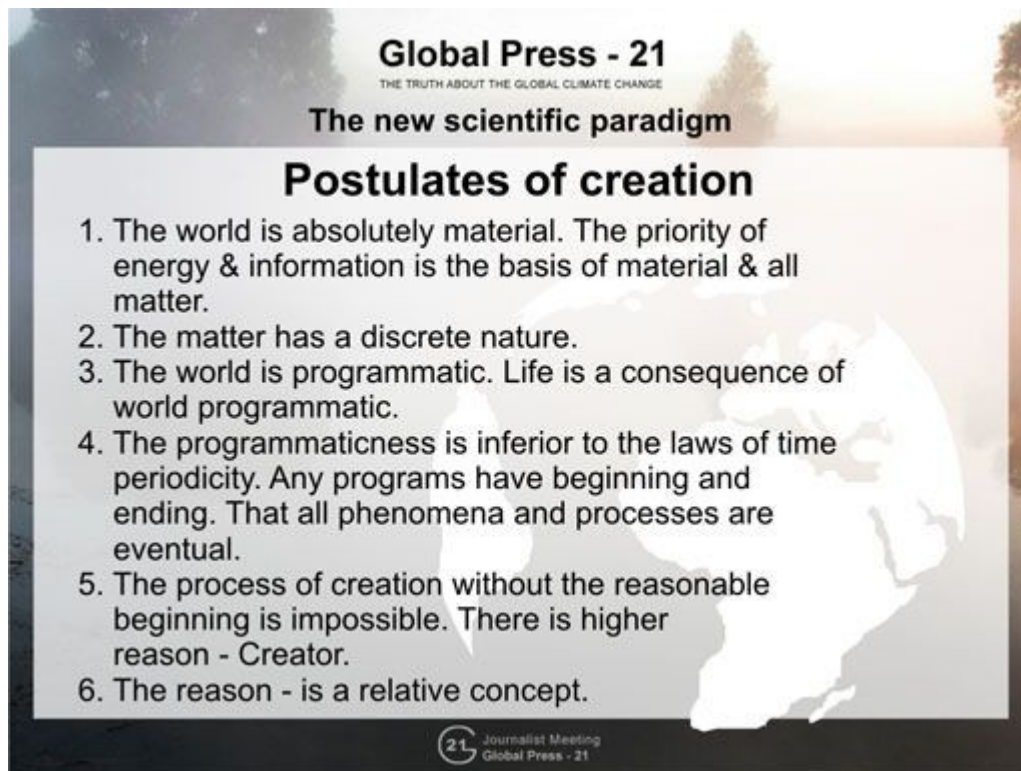 Global Press - 21
THE TRUTH ABOUT THE GLOBAL CLIMATE CHANGE
The new scientific paradigm
Postulates of creation
1. The world is absolutely material. The priority of
energy & information is the basis of material & all
matter.
2. The matter has a discrete nature.
3. The world is programmatic. Life is a consequence of
world programmatic.
4. The programmaticness is inferior to the laws of time
periodicity. Any programs have beginning and
ending. That all phenomena and processes are
eventual.
5. The process of creation without the reasonable
beginning is impossible. There is higher
reason - Creator.
6. The reason - is a relative concept.
21 Journalist Meeting
Global Press - 21